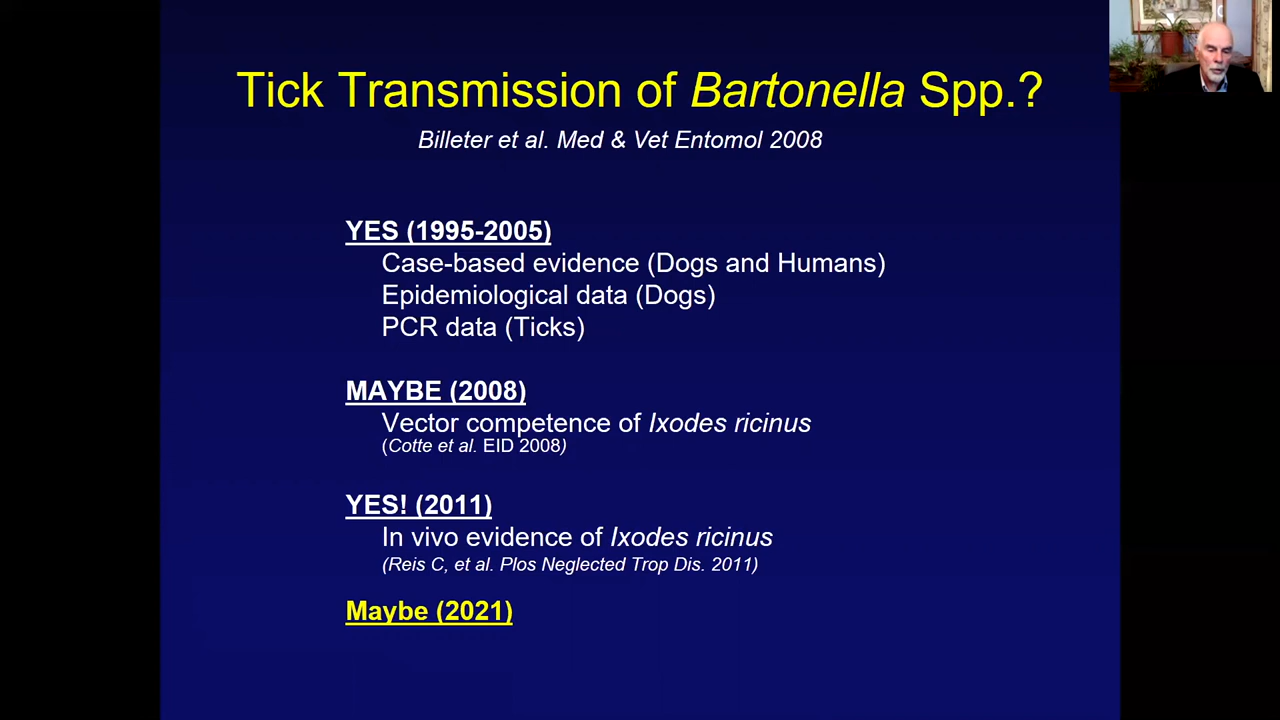 Tick Transmission of Bartonella Spp.?
Billeter et al. Med & Vet Entomol 2008
YES (1995-2005)
Case-based evidence (Dogs and Humans)
Epidemiological data (Dogs)
PCR data (Ticks)
MAYBE (2008)
Vector competence of Ixodes ricinus
(Cotte et al. EID 2008)
YES! (2011)
In vivo evidence of Ixodes ricinus
(Reis C, et al. Plos Neglected Trop Dis. 2011)
Maybe (2021)